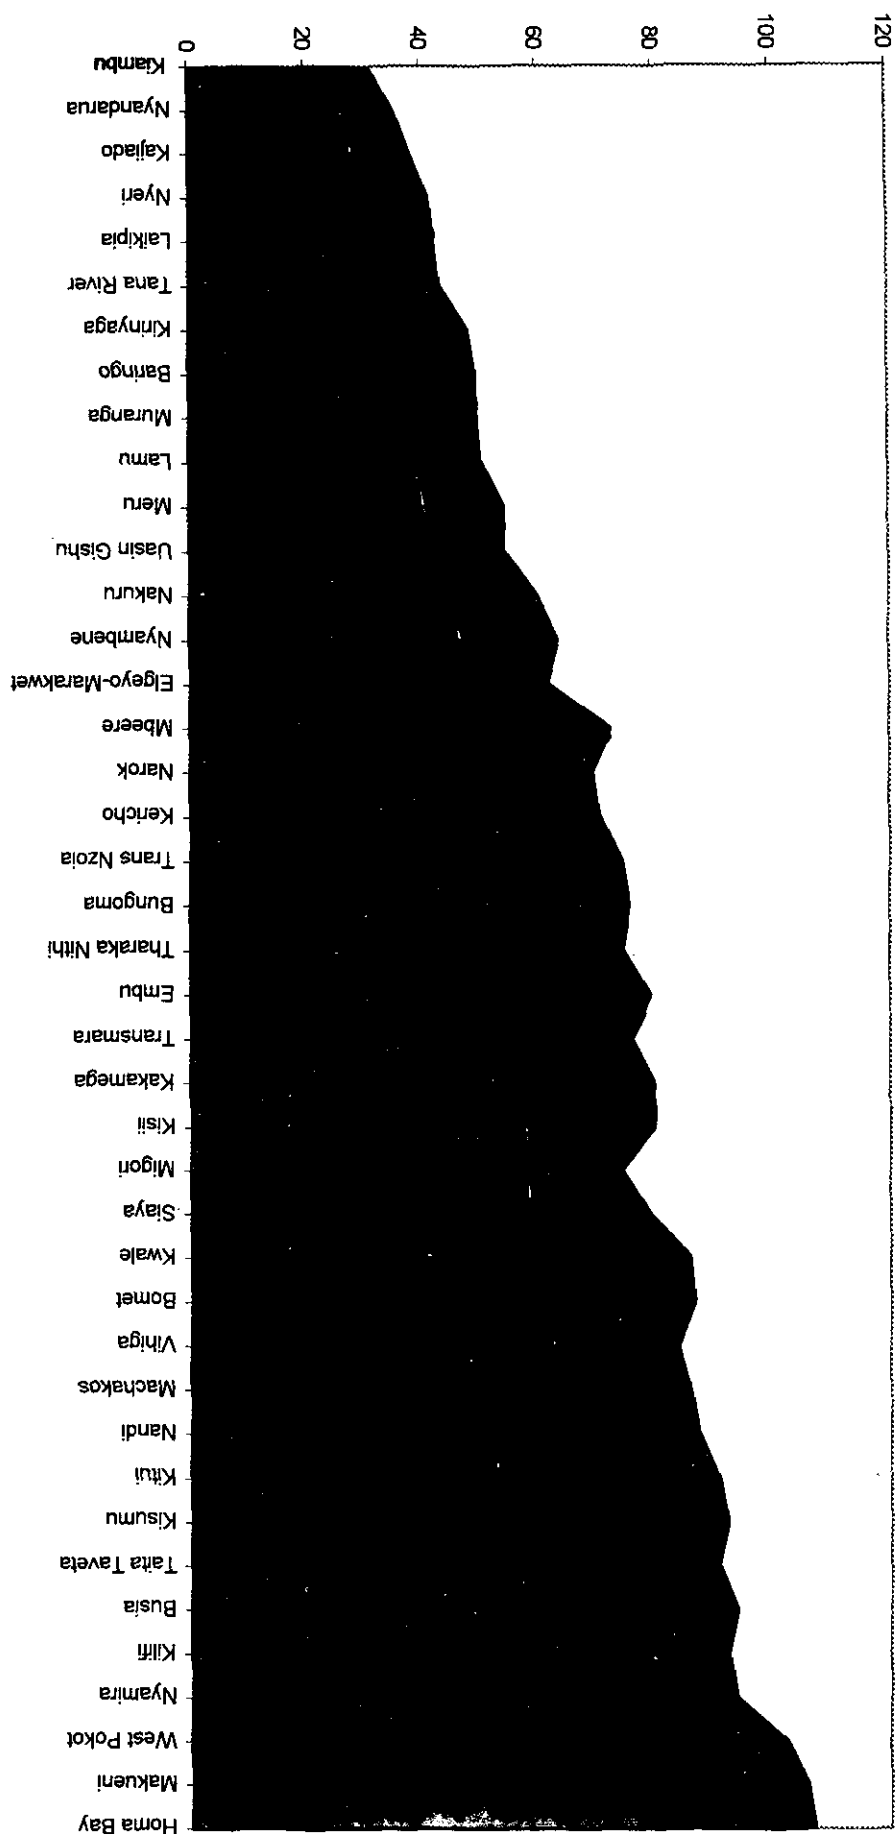 0
20
40
60
80
100
120
Kiambu
Nyandarua
Kajiado
Nyeri
Laikipia
Tana River
Kirinyaga
Baringo
Muranga
Lamu
Meru
Uasin Gishu
Nakuru
Nyambene
Elgeyo-Marakwet
Mbeere
Narok
Kericho
Trans Nzoia
Bungoma
Tharaka Nithi
Embu
Transmara
Kakamega
Kisii
Migori
Siaya
Kwale
Bomet
Vihiga
Machakos
Nandi
Kitui
Kisumu
Taita Taveta
Busia
Kilifi
Nyamira
West Pokot
Makueni
Homa Bay